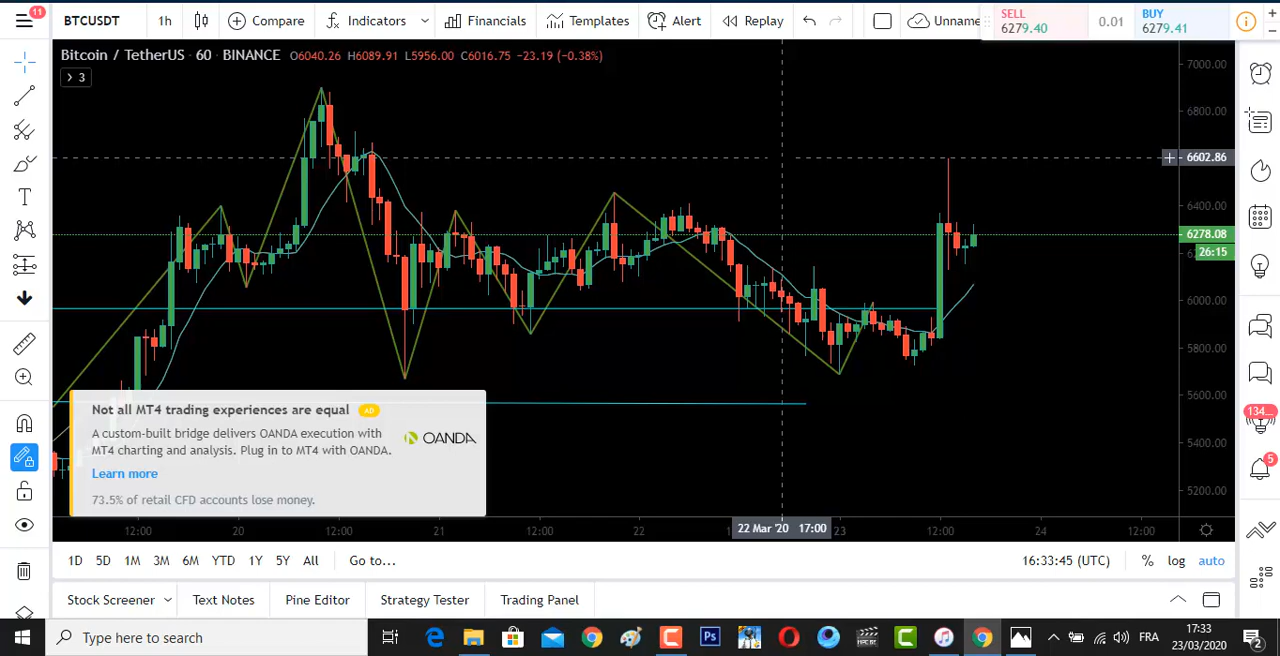 11
BTCUSDT
1h
Compare
Indicators
Financials
Templates
Alert
Replay
Unname
SELL
6279.40
0.01
BUY
6279.41
Bitcoin / TetherUS · 60 · BINANCE O6040.26 H6089.91 L5956.00 C6016.75 −23.19 (−0.38%)
3
7000.00
6800.00
6602.86
6400.00
6278.08
26:15
6000.00
5800.00
5600.00
5400.00
5200.00
Not all MT4 trading experiences are equal AD
A custom-built bridge delivers OANDA execution with
MT4 charting and analysis. Plug in to MT4 with OANDA.
OANDA
Learn more
73.5% of retail CFD accounts lose money.
134...
5
12:00 20 12:00 21 12:00 22 22 Mar '20 17:00 23 12:00 24 12:00
1D 5D 1M 3M 6M YTD 1Y 5Y All Go to... 16:33:45 (UTC) % log auto
Stock Screener Text Notes Pine Editor Strategy Tester Trading Panel
Type here to search
Ps
FRA
17:33
23/03/2020
2